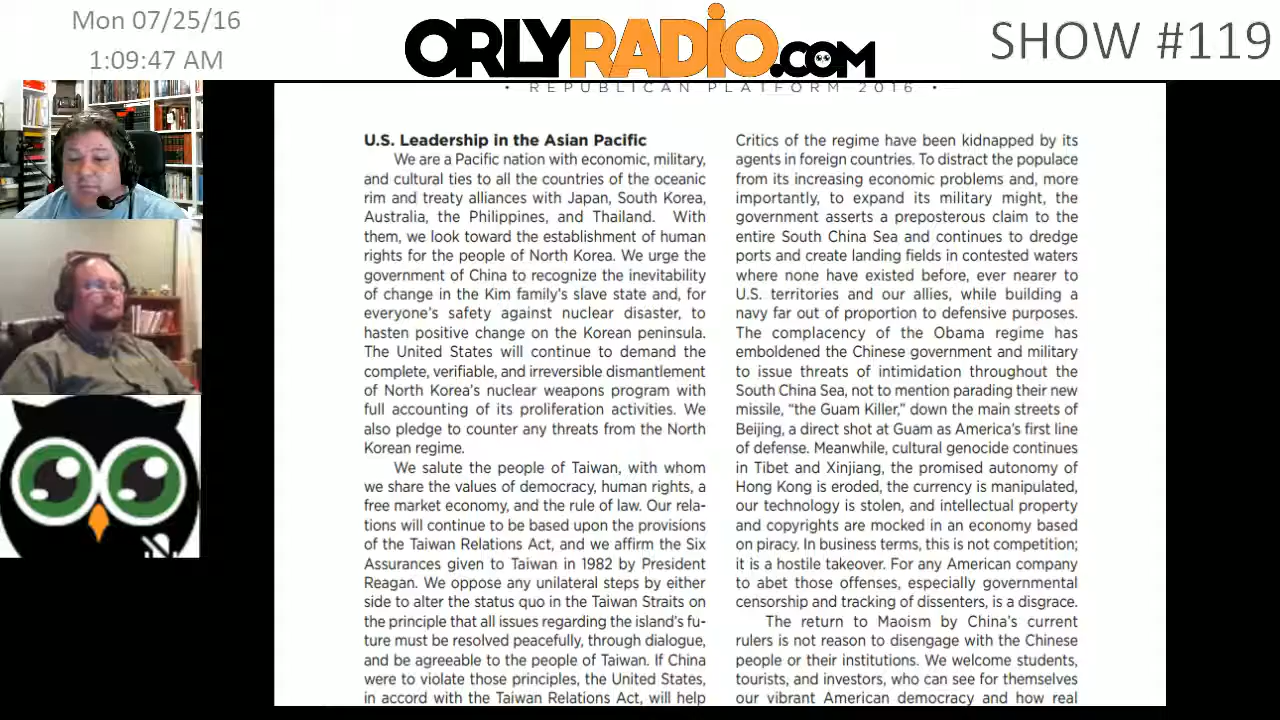 Mon 07/25/16
1:09:47 AM
ORLYRADIO.COM
SHOW #119
• REPUBLICAN PLATFORM 2016 •
U.S. Leadership in the Asian Pacific
We are a Pacific nation with economic, military,
and cultural ties to all the countries of the oceanic
rim and treaty alliances with Japan, South Korea,
Australia, the Philippines, and Thailand. With
them, we look toward the establishment of human
rights for the people of North Korea. We urge the
government of China to recognize the inevitability
of change in the Kim family's slave state and, for
everyone's safety against nuclear disaster, to
hasten positive change on the Korean peninsula.
The United States will continue to demand the
complete, verifiable, and irreversible dismantlement
of North Korea's nuclear weapons program with
full accounting of its proliferation activities. We
also pledge to counter any threats from the North
Korean regime.
We salute the people of Taiwan, with whom
we share the values of democracy, human rights, a
free market economy, and the rule of law. Our rela-
tions will continue to be based upon the provisions
of the Taiwan Relations Act, and we affirm the Six
Assurances given to Taiwan in 1982 by President
Reagan. We oppose any unilateral steps by either
side to alter the status quo in the Taiwan Straits on
the principle that all issues regarding the island's fu-
ture must be resolved peacefully, through dialogue,
and be agreeable to the people of Taiwan. If China
were to violate those principles, the United States,
in accord with the Taiwan Relations Act, will help
Critics of the regime have been kidnapped by its
agents in foreign countries. To distract the populace
from its increasing economic problems and, more
importantly, to expand its military might, the
government asserts a preposterous claim to the
entire South China Sea and continues to dredge
ports and create landing fields in contested waters
where none have existed before, ever nearer to
U.S. territories and our allies, while building a
navy far out of proportion to defensive purposes.
The complacency of the Obama regime has
emboldened the Chinese government and military
to issue threats of intimidation throughout the
South China Sea, not to mention parading their new
missile, "the Guam Killer," down the main streets of
Beijing, a direct shot at Guam as America's first line
of defense. Meanwhile, cultural genocide continues
in Tibet and Xinjiang, the promised autonomy of
Hong Kong is eroded, the currency is manipulated,
our technology is stolen, and intellectual property
and copyrights are mocked in an economy based
on piracy. In business terms, this is not competition;
it is a hostile takeover. For any American company
to abet those offenses, especially governmental
censorship and tracking of dissenters, is a disgrace.
The return to Maoism by China's current
rulers is not reason to disengage with the Chinese
people or their institutions. We welcome students,
tourists, and investors, who can see for themselves
our vibrant American democracy and how real